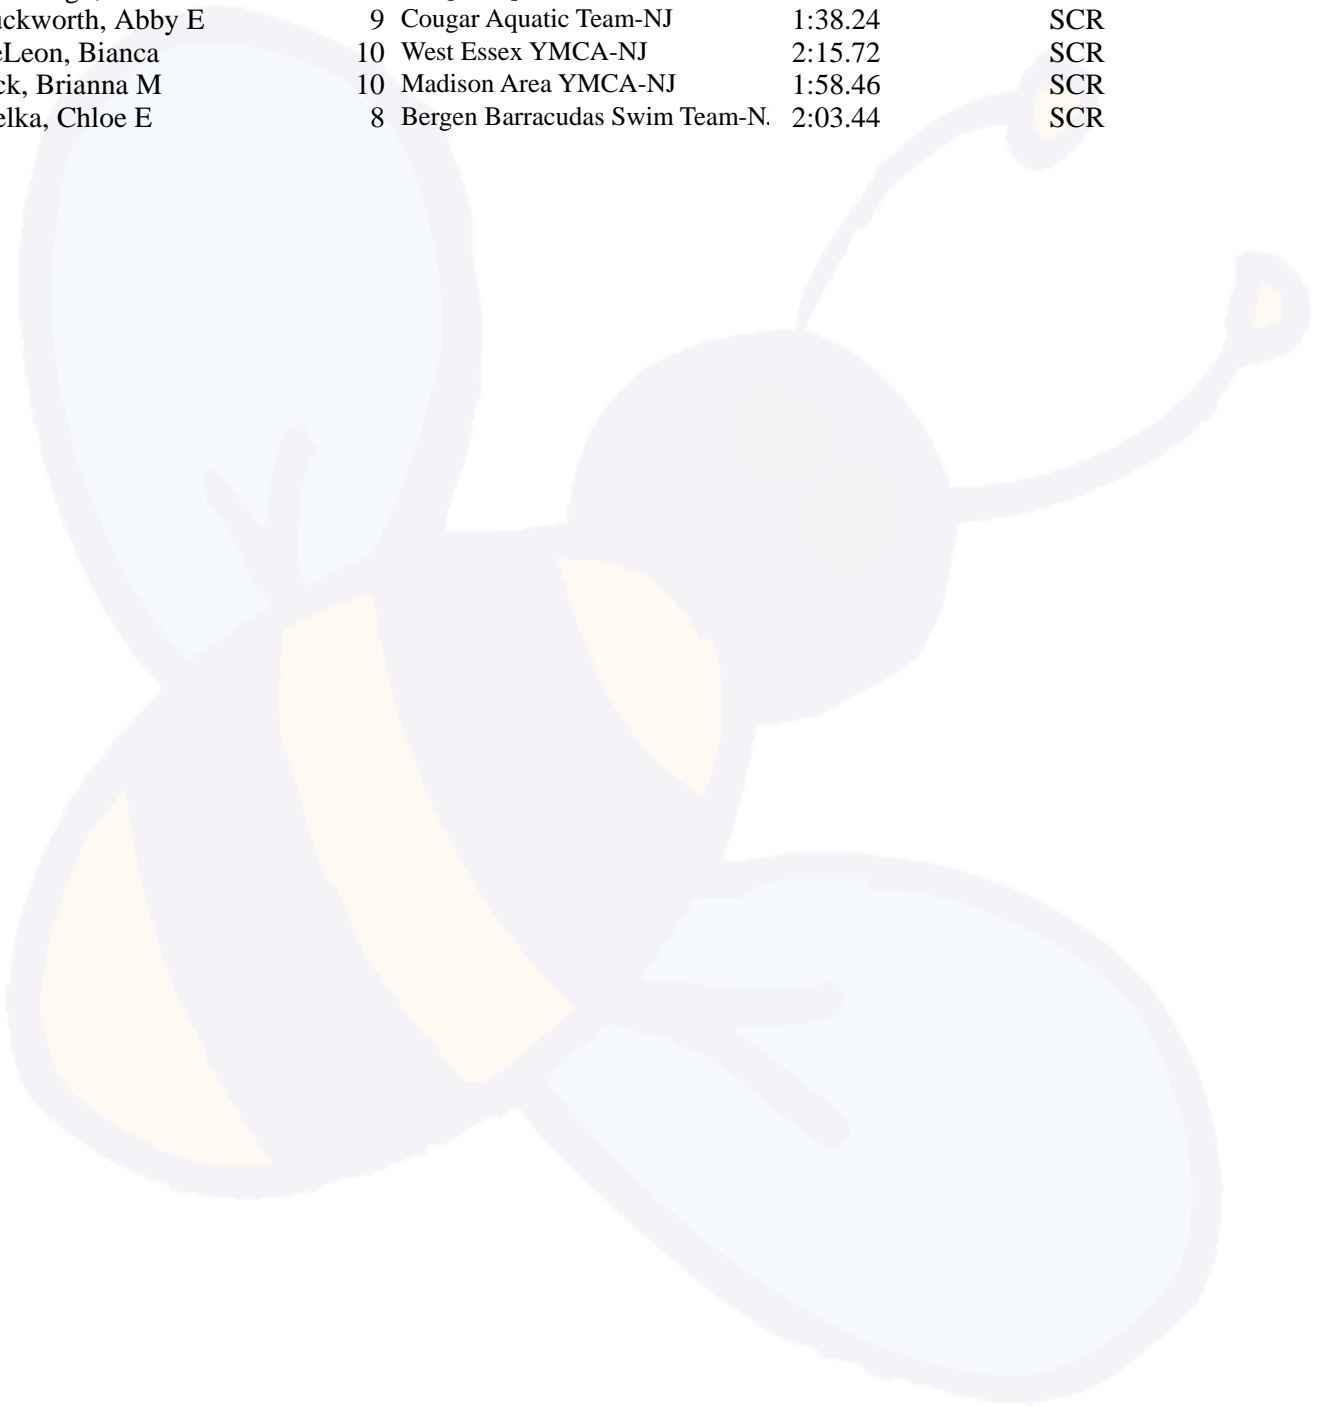 uckworth, Abby E 9 Cougar Aquatic Team-NJ 1:38.24 SCR
eLeon, Bianca 10 West Essex YMCA-NJ 2:15.72 SCR
ck, Brianna M 10 Madison Area YMCA-NJ 1:58.46 SCR
elka, Chloe E 8 Bergen Barracudas Swim Team-N. 2:03.44 SCR